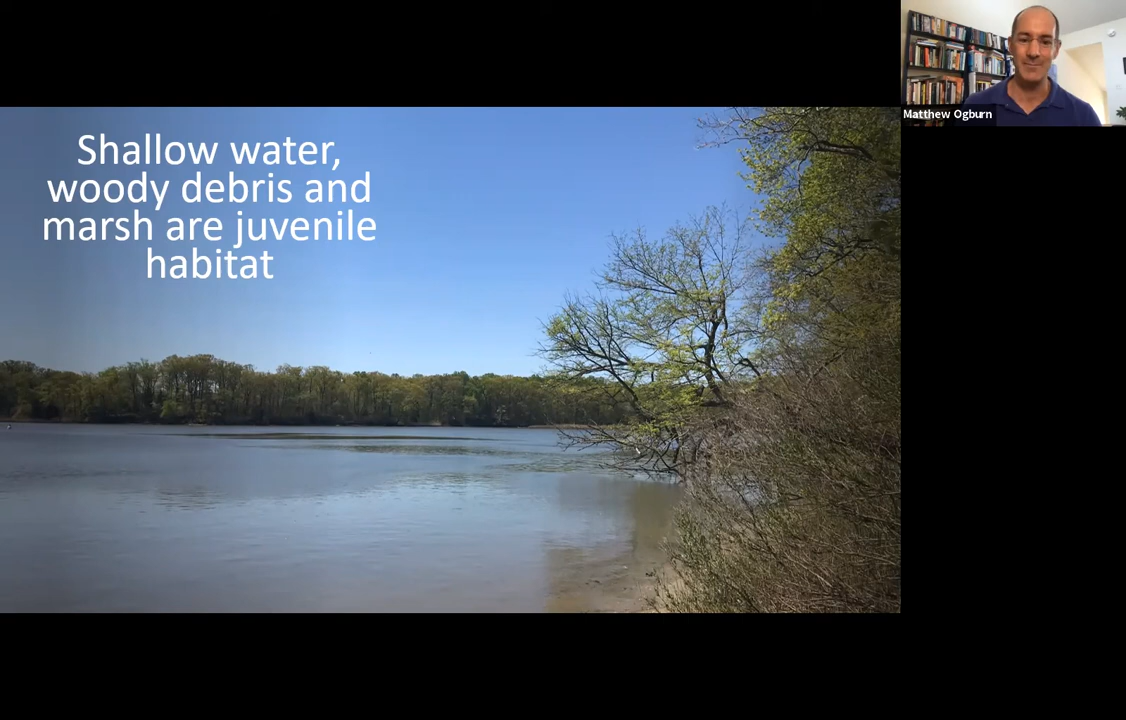 Shallow water,
woody debris and
marsh are juvenile
habitat
Matthew Ogburn